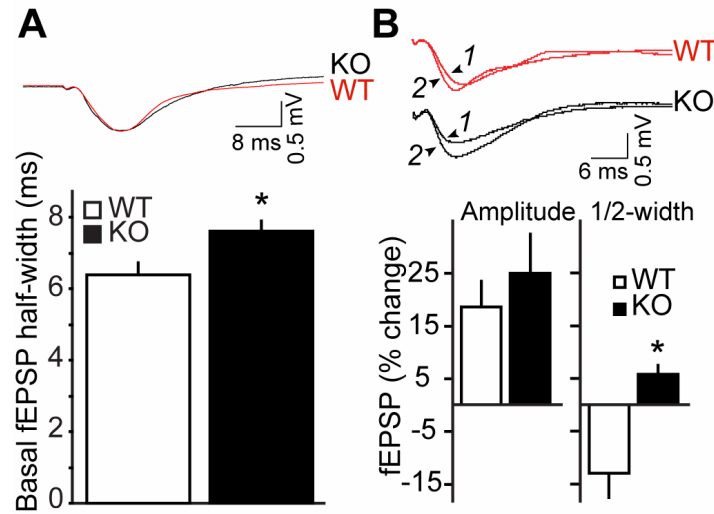 A
KO
WT
8 ms
0.5 mV
Basal fEPSP half-width (ms)
8
6
4
2
0
WT
KO
*
B
1
2
WT
1
2
KO
6 ms
0.5 mV
Amplitude 1/2-width
fEPSP (% change)
25
15
5
-5
-15
WT
KO
*